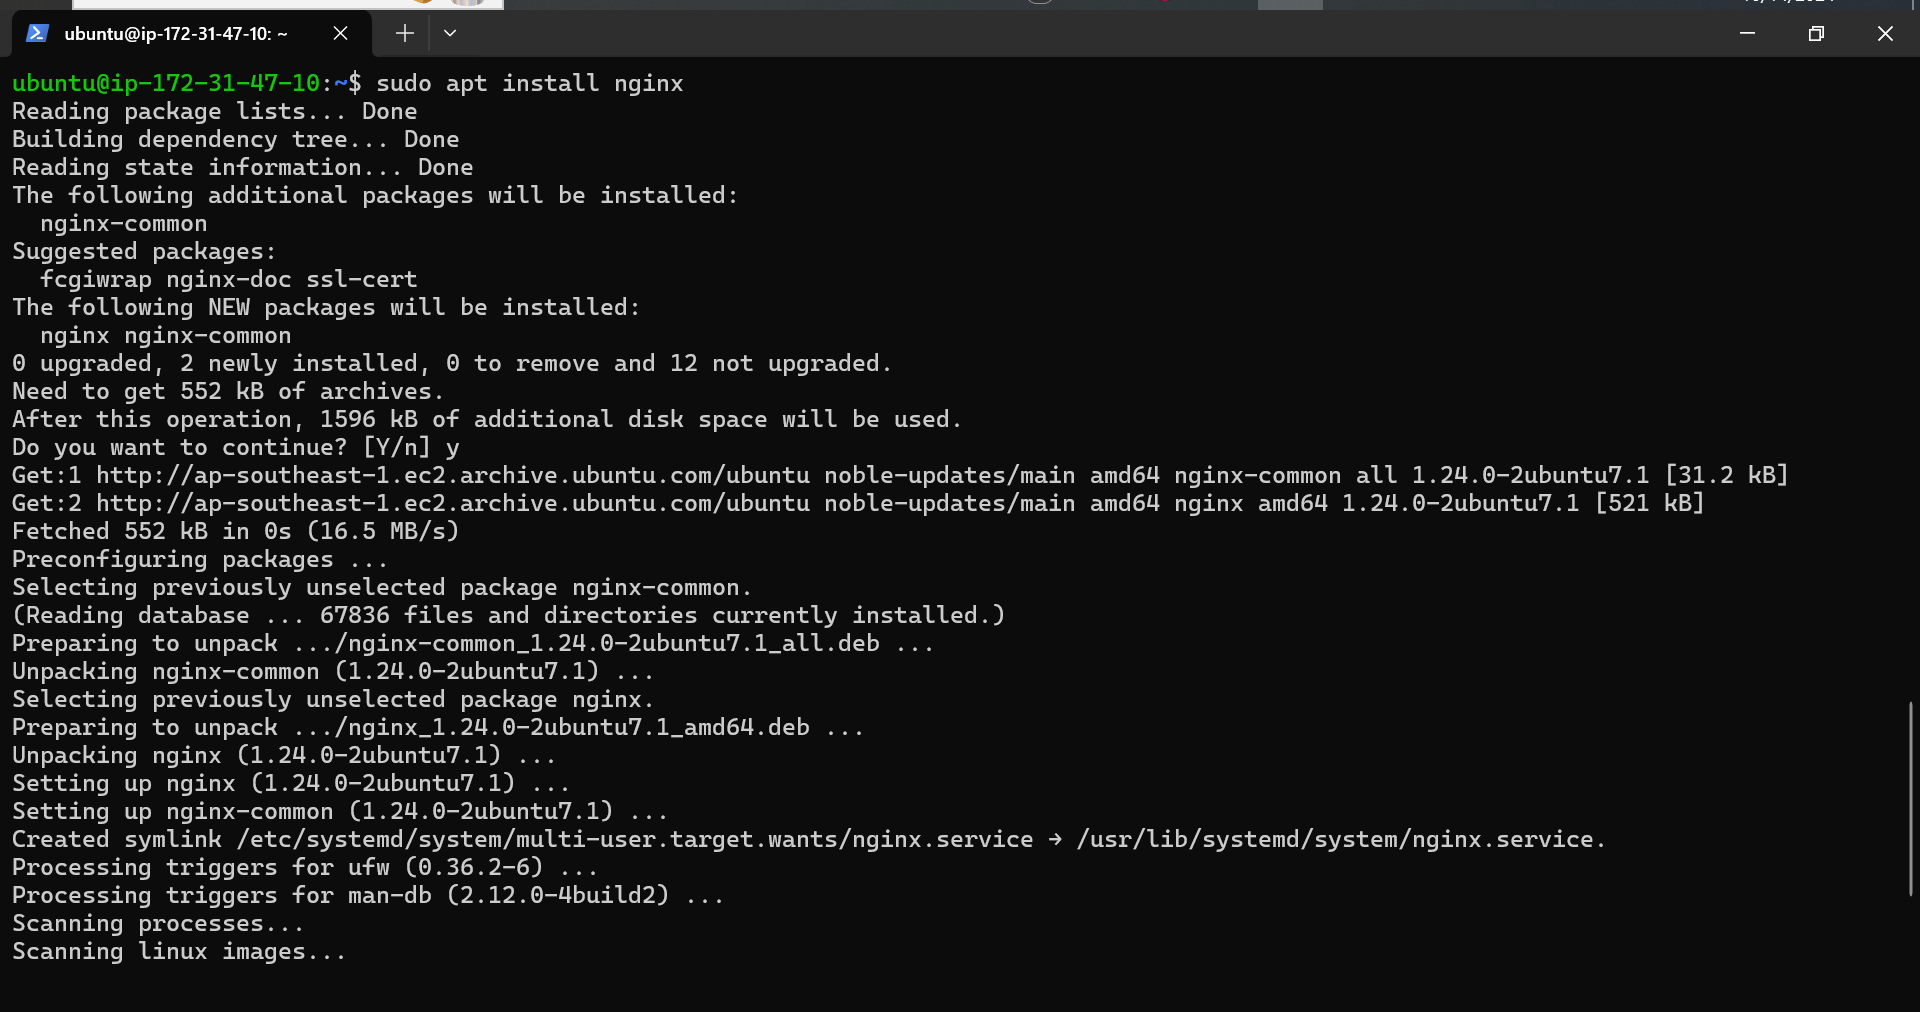 ubuntu@ip-172-31-47-10: ~
ubuntu@ip-172-31-47-10:~$ sudo apt install nginx
Reading package lists... Done
Building dependency tree... Done
Reading state information... Done
The following additional packages will be installed:
  nginx-common
Suggested packages:
  fcgiwrap nginx-doc ssl-cert
The following NEW packages will be installed:
  nginx nginx-common
0 upgraded, 2 newly installed, 0 to remove and 12 not upgraded.
Need to get 552 kB of archives.
After this operation, 1596 kB of additional disk space will be used.
Do you want to continue? [Y/n] y
Get:1 http://ap-southeast-1.ec2.archive.ubuntu.com/ubuntu noble-updates/main amd64 nginx-common all 1.24.0-2ubuntu7.1 [31.2 kB]
Get:2 http://ap-southeast-1.ec2.archive.ubuntu.com/ubuntu noble-updates/main amd64 nginx amd64 1.24.0-2ubuntu7.1 [521 kB]
Fetched 552 kB in 0s (16.5 MB/s)
Preconfiguring packages ...
Selecting previously unselected package nginx-common.
(Reading database ... 67836 files and directories currently installed.)
Preparing to unpack .../nginx-common_1.24.0-2ubuntu7.1_all.deb ...
Unpacking nginx-common (1.24.0-2ubuntu7.1) ...
Selecting previously unselected package nginx.
Preparing to unpack .../nginx_1.24.0-2ubuntu7.1_amd64.deb ...
Unpacking nginx (1.24.0-2ubuntu7.1) ...
Setting up nginx (1.24.0-2ubuntu7.1) ...
Setting up nginx-common (1.24.0-2ubuntu7.1) ...
Created symlink /etc/systemd/system/multi-user.target.wants/nginx.service → /usr/lib/systemd/system/nginx.service.
Processing triggers for ufw (0.36.2-6) ...
Processing triggers for man-db (2.12.0-4build2) ...
Scanning processes...
Scanning linux images...